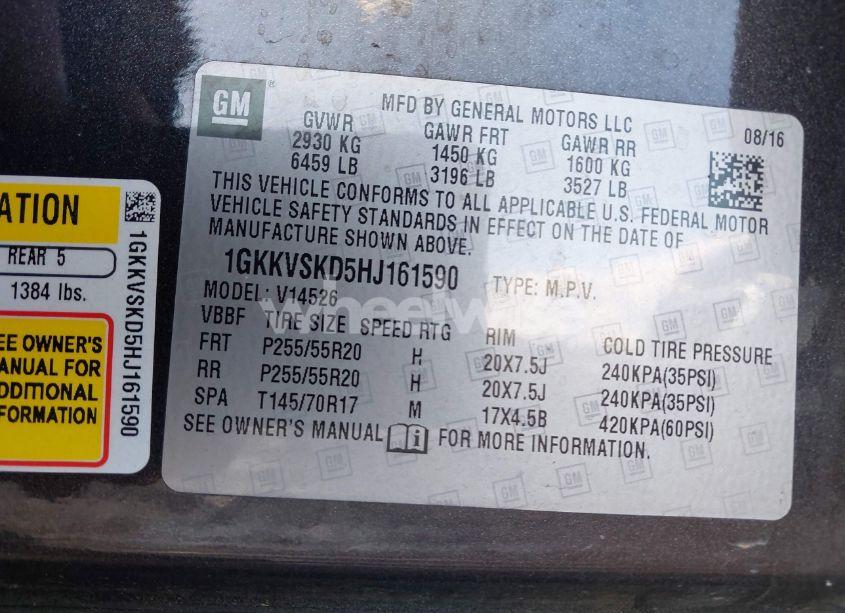 GM
MFD BY GENERAL MOTORS LLC
08/16
GVWR GAWR FRT GAWR RR
2930 KG 1450 KG 1600 KG
6459 LB 3196 LB 3527 LB
THIS VEHICLE CONFORMS TO ALL APPLICABLE U.S. FEDERAL MOTOR
VEHICLE SAFETY STANDARDS IN EFFECT ON THE DATE OF
MANUFACTURE SHOWN ABOVE.
1GKKVSKD5HJ161590 TYPE: M.P.V.
MODEL: V14526
VBBF TIRE SIZE SPEED RTG RIM COLD TIRE PRESSURE
FRT P255/55R20 H 20X7.5J 240KPA(35PSI)
RR P255/55R20 H 20X7.5J 240KPA(35PSI)
SPA T145/70R17 M 17X4.5B 420KPA(60PSI)
SEE OWNER'S MANUAL i FOR MORE INFORMATION.
ATION
REAR 5
1384 lbs.
EE OWNER'S
ANUAL FOR
DDITIONAL
NFORMATION
1GKKVSKD5HJ161590